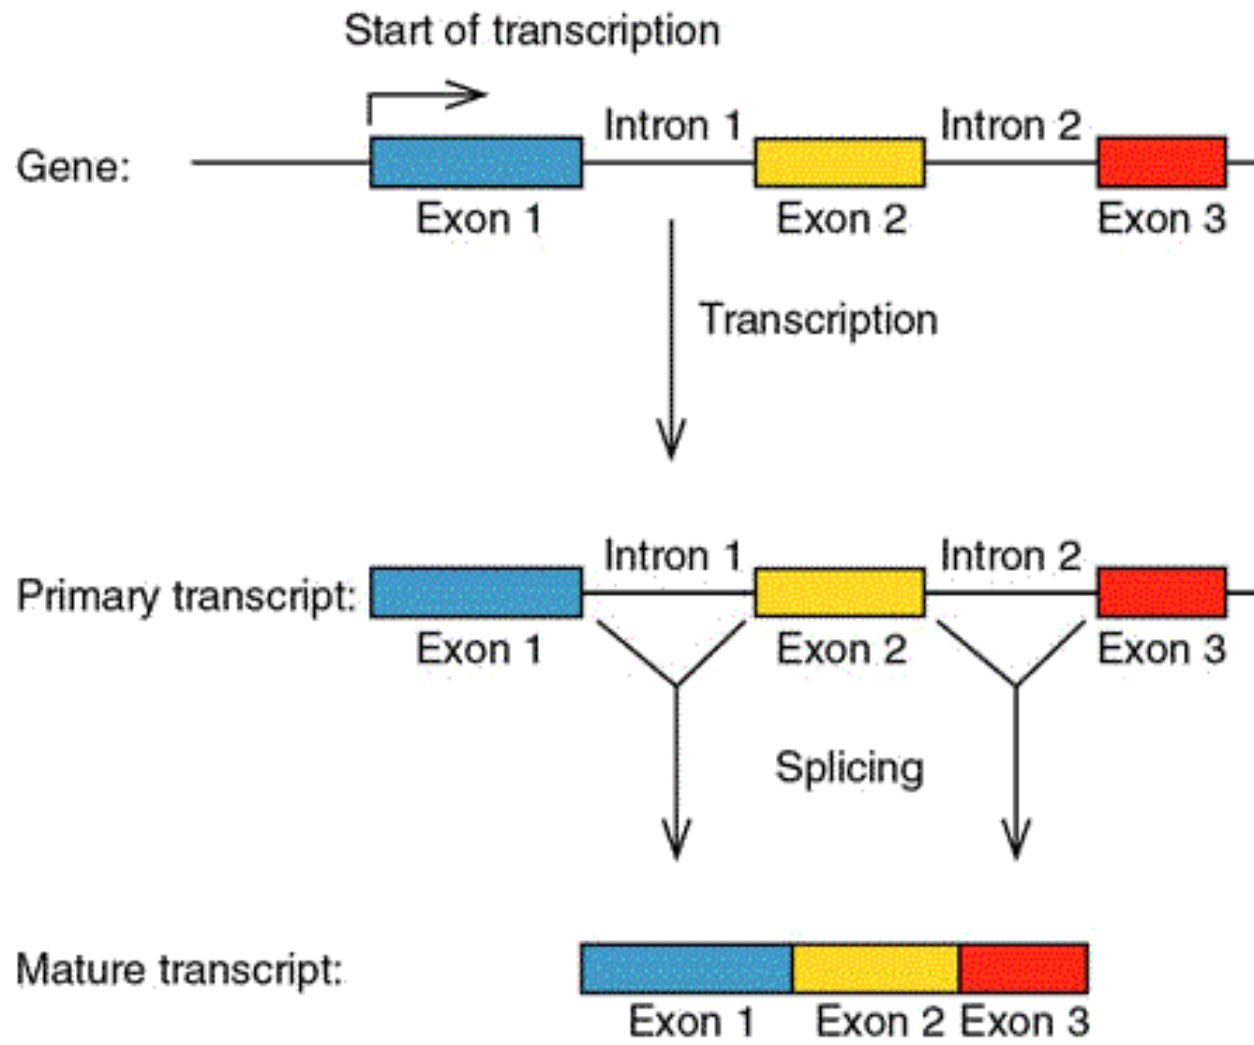 Start of transcription
Intron 1 Intron 2
Gene:
Exon 1 Exon 2 Exon 3
Transcription
Intron 1 Intron 2
Primary transcript:
Exon 1 Exon 2 Exon 3
Splicing
Mature transcript:
Exon 1 Exon 2 Exon 3